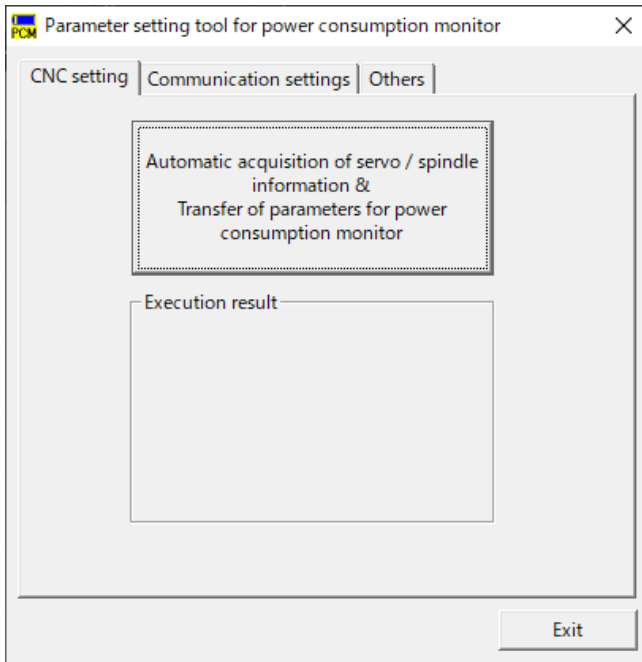 PCM
Parameter setting tool for power consumption monitor
CNC setting
Communication settings
Others
Automatic acquisition of servo / spindle
information &
Transfer of parameters for power
consumption monitor
Execution result
Exit